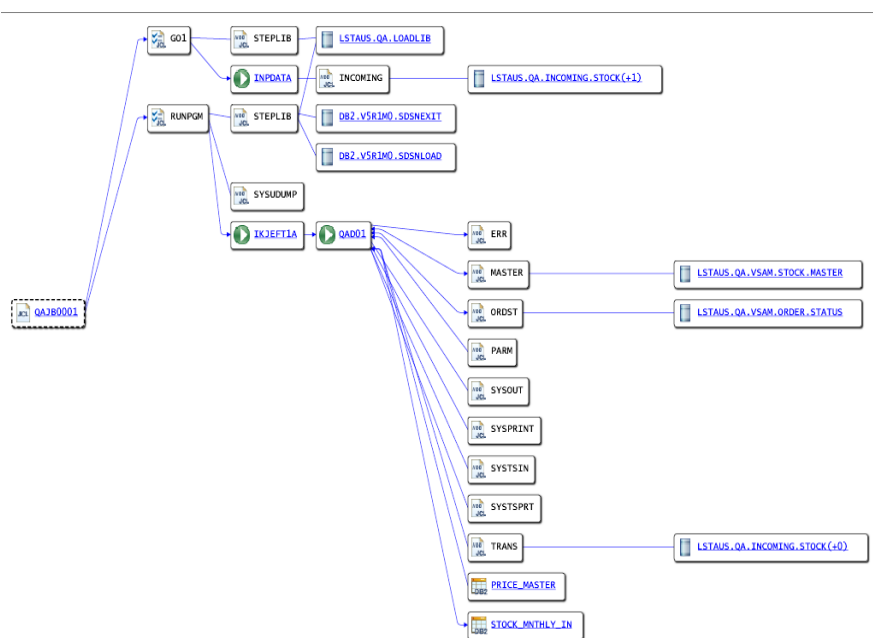 GO1
STEPLIB
LSTAUS.QA.LOADLIB
INPDATA
INCOMING
LSTAUS.QA.INCOMING.STOCK(+1)
RUNPGM
STEPLIB
DB2.V5R1M0.SDSNEXIT
DB2.V5R1M0.SDSNLOAD
SYSUDUMP
IKJEFT1A
QAD01
ERR
MASTER
LSTAUS.QA.VSAM.STOCK.MASTER
QAJB0001
ORDST
LSTAUS.QA.VSAM.ORDER.STATUS
PARM
SYSOUT
SYSPRINT
SYSTSIN
SYSTSPRT
TRANS
LSTAUS.QA.INCOMING.STOCK(+0)
PRICE_MASTER
STOCK_MNTHLY_IN